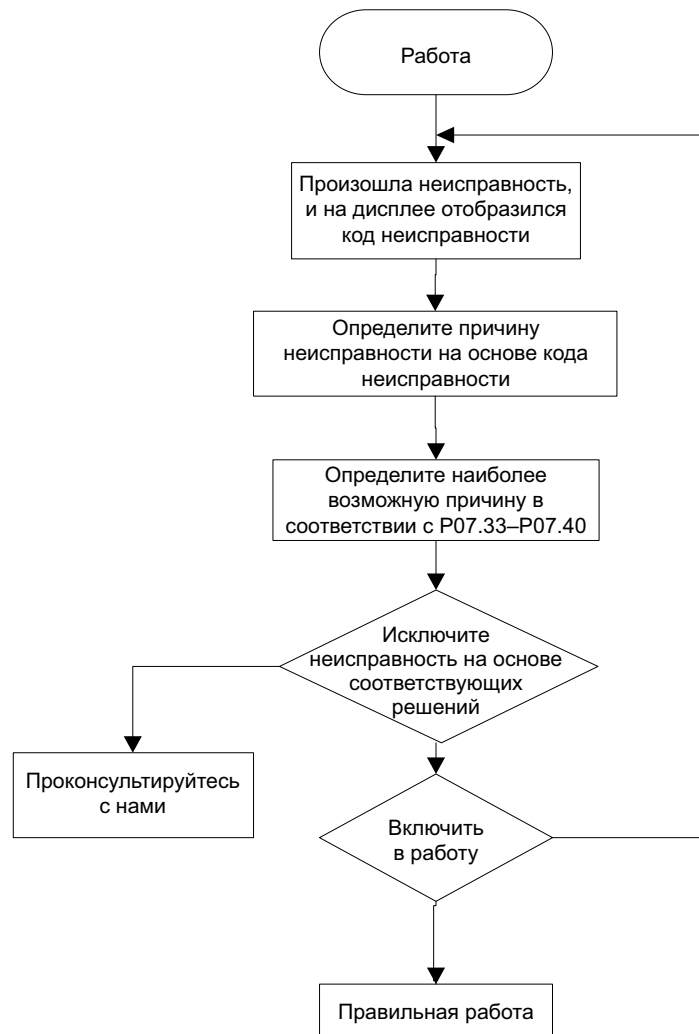 Работа
Произошла неисправность,
и на дисплее отобразился
код неисправности
Определите причину
неисправности на основе кода
неисправности
Определите наиболее
возможную причину в
соответствии с P07.33–P07.40
Исключите
неисправность на основе
соответствующих
решений
Проконсультируйтесь
с нами
Включить
в работу
Правильная работа